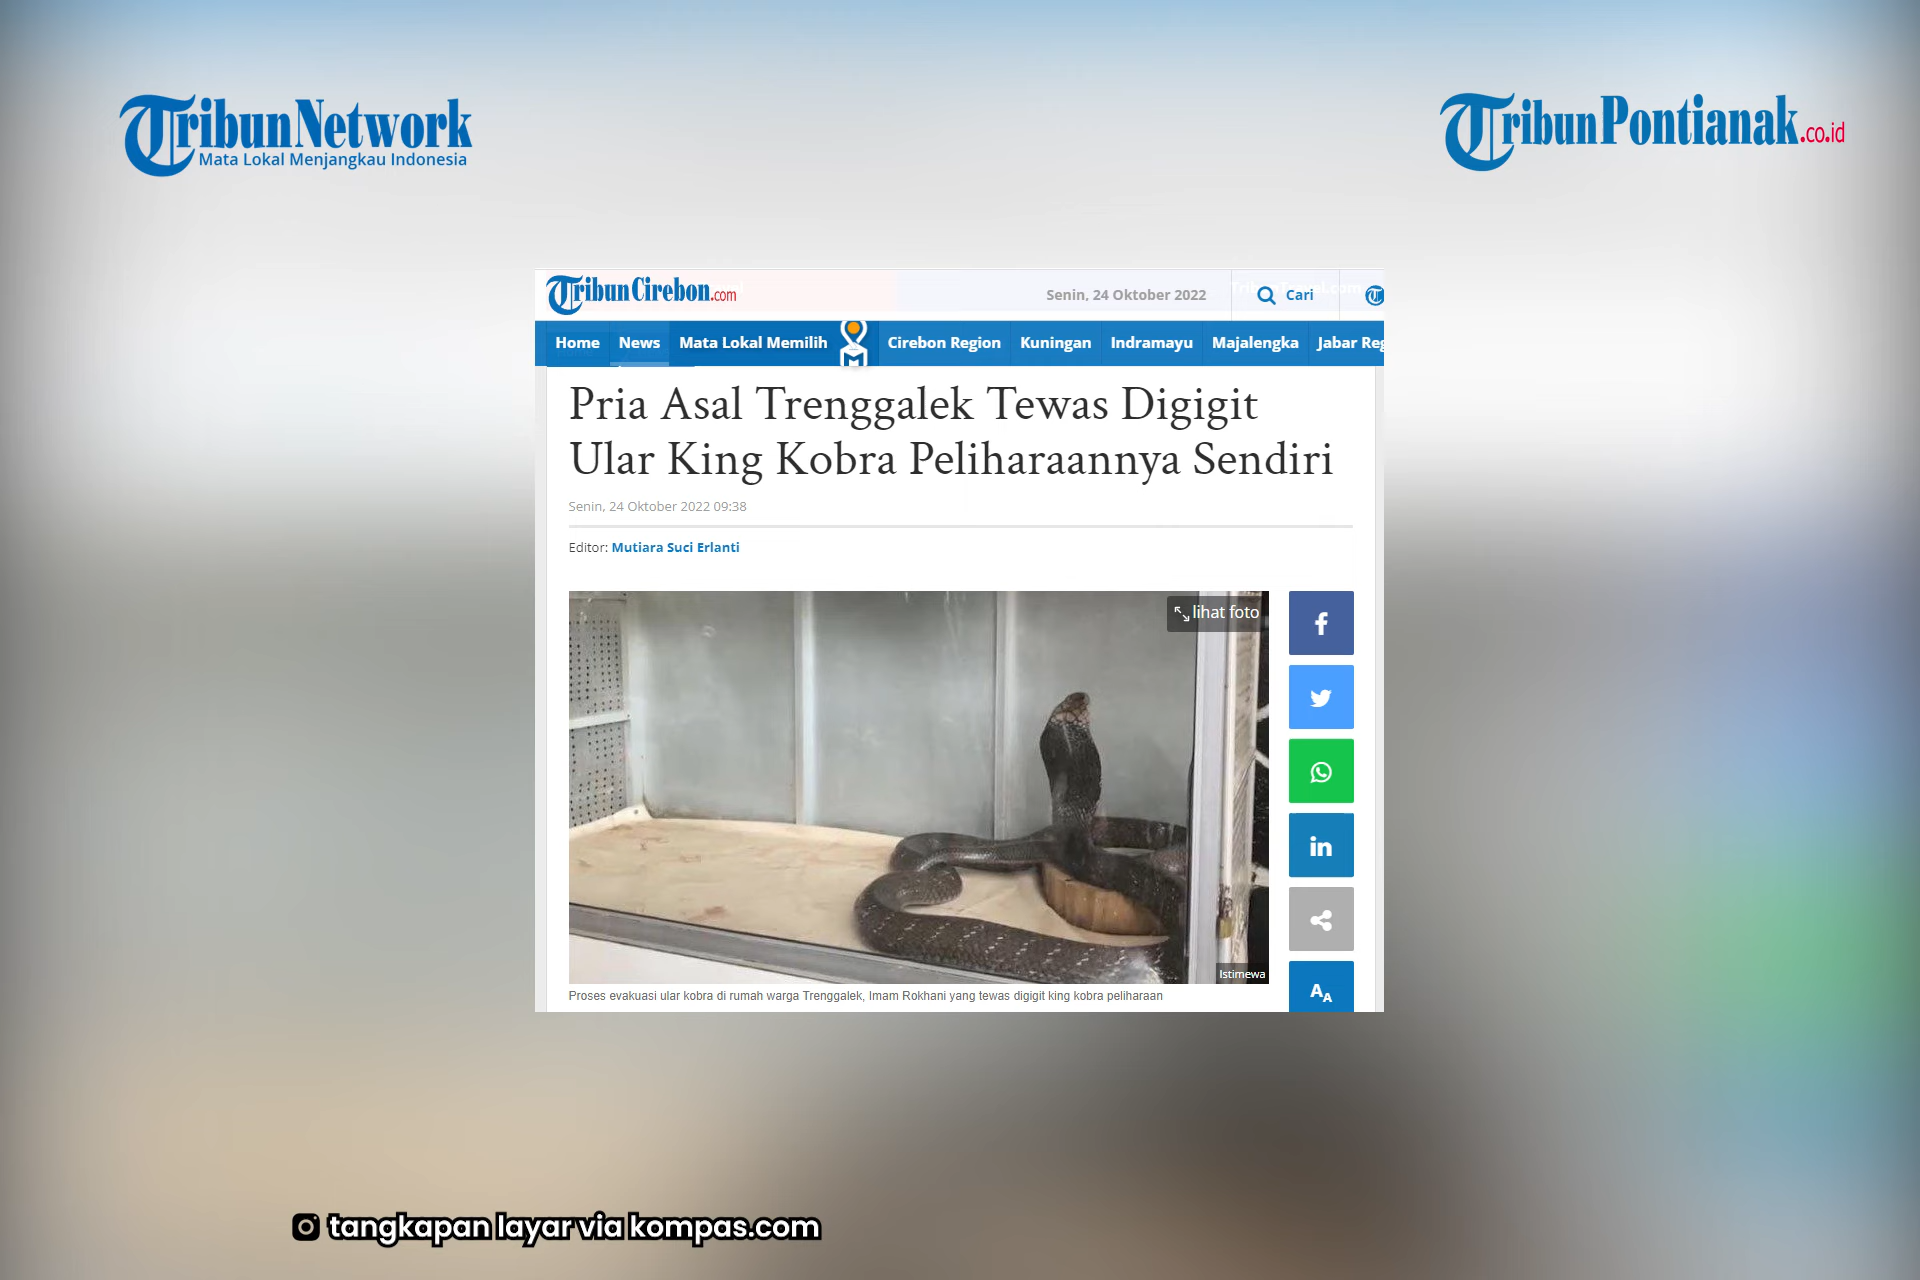 TribunNetwork
Mata Lokal Menjangkau Indonesia
TribunPontianak.co.id
TribunCirebon.com
Senin, 24 Oktober 2022
Cari
Home
News
Mata Lokal Memilih
Cirebon Region
Kuningan
Indramayu
Majalengka
Jabar Reg
Pria Asal Trenggalek Tewas Digigit
Ular King Kobra Peliharaannya Sendiri
Senin, 24 Oktober 2022 09:38
Editor: Mutiara Suci Erlanti
lihat foto
Istimewa
Proses evakuasi ular kobra di rumah warga Trenggalek, Imam Rokhani yang tewas digigit king kobra peliharaan
AA
tangkapan layar via kompas.com